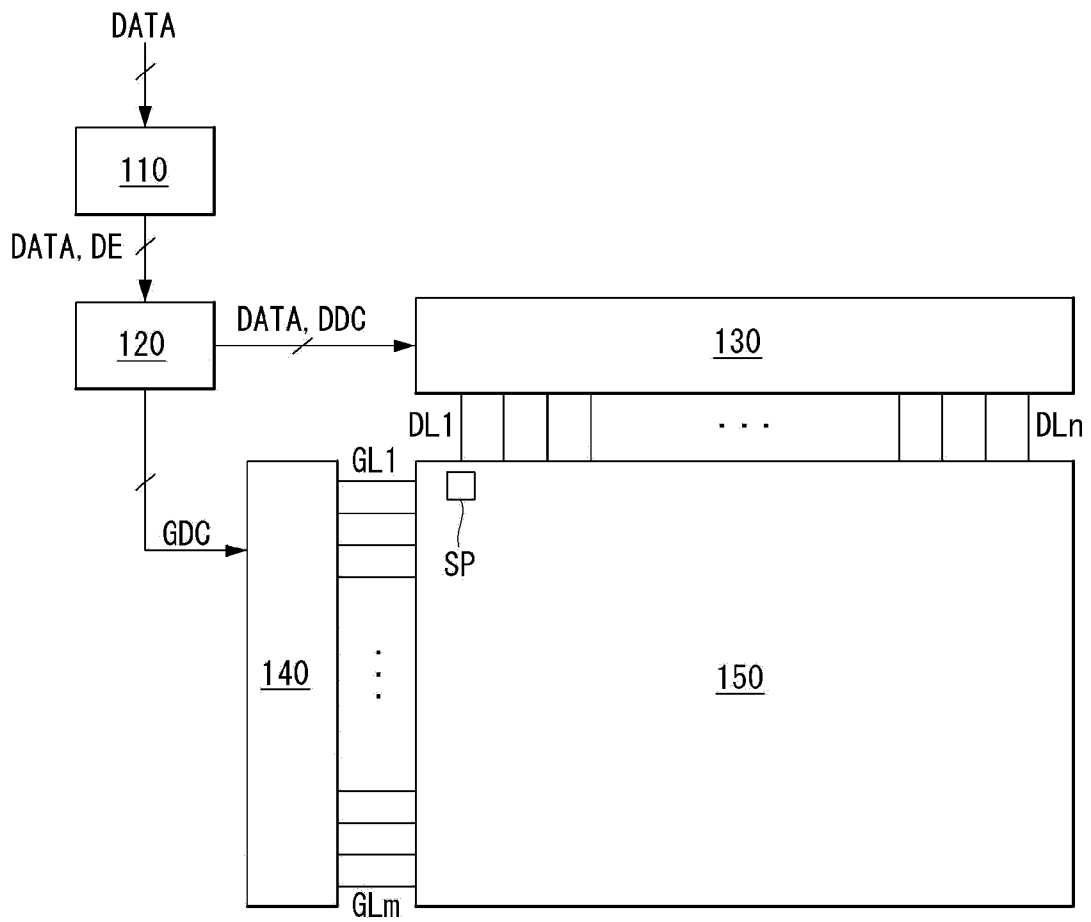 DATA
110
DATA, DE
120
DATA, DDC
130
DL1
...
DLn
GL1
GDC
SP
140
...
150
GLm